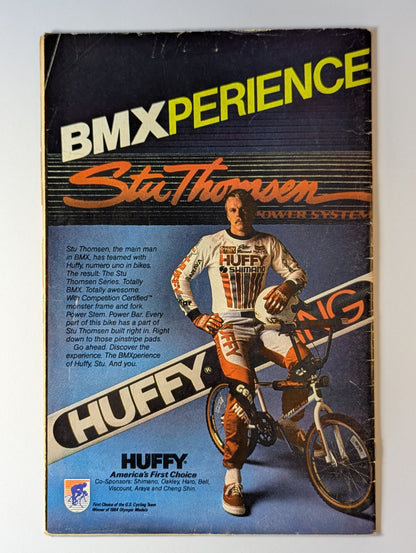 BMXPERIENCE
Stu Thomsen
POWER SYSTEM
Stu Thomsen, the main man
in BMX, has teamed with
Huffy, numero uno in bikes.
The result: The Stu
Thomsen Series. Totally
BMX. Totally awesome.
With Competition Certified™
monster frame and fork.
Power Stem. Power Bar. Every
part of this bike has a part of
Stu Thomsen built right in. Right
down to those pinstripe pads.
Go ahead. Discover the
experience. The BMXperience
of Huffy, Stu. And you.
HUFFY
SHIMANO
HUFFY
HUFFY®
ING
HUFFY®
America's First Choice
Co-Sponsors: Shimano, Oakley, Haro, Bell,
Viscount, Araya and Cheng Shin.
First Choice of the U.S. Cycling Team
Winner of 1984 Olympic Medals